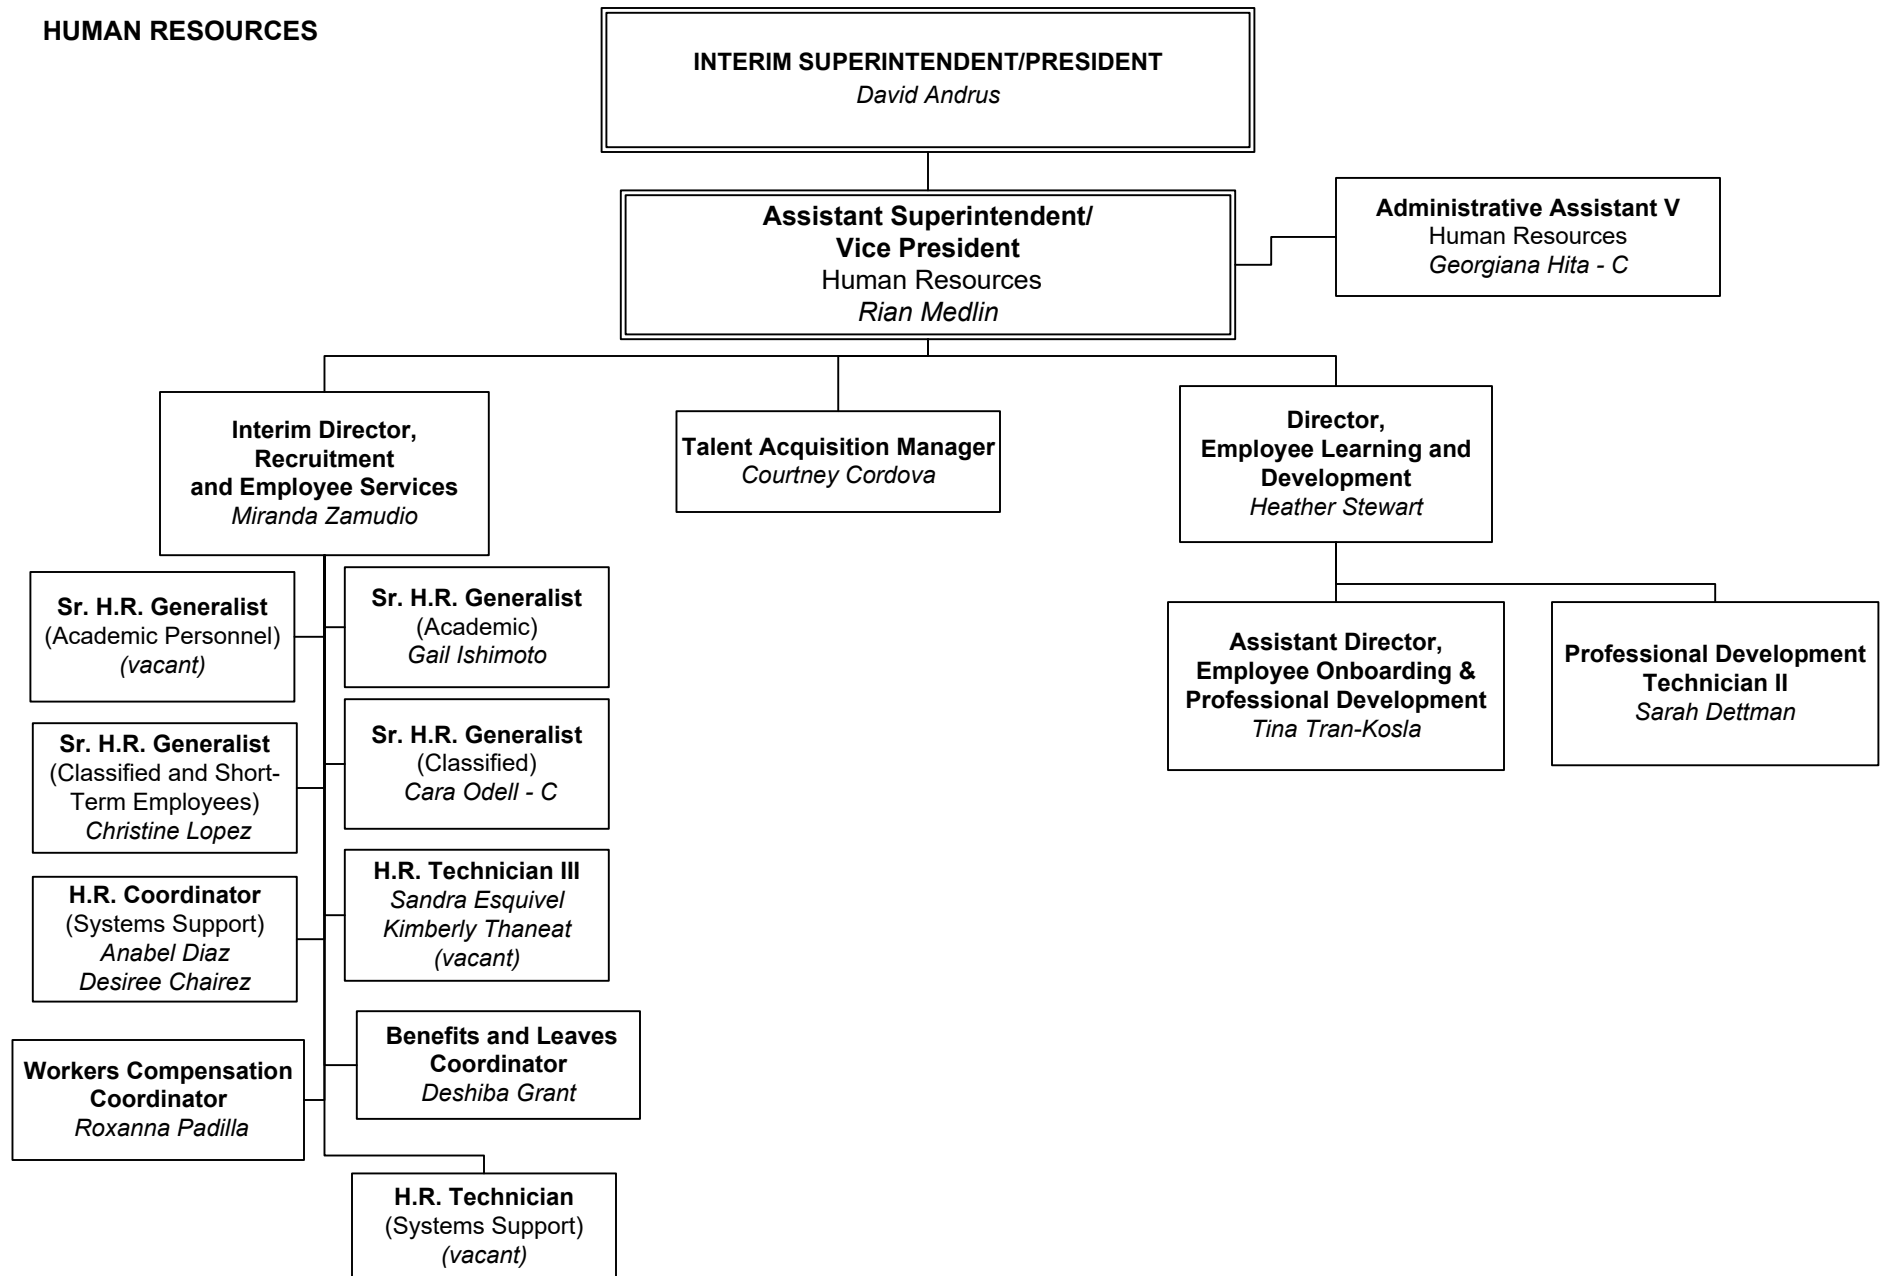 HUMAN RESOURCES
INTERIM SUPERINTENDENT/PRESIDENT
David Andrus
Assistant Superintendent/
Vice President
Human Resources
Rian Medlin
Administrative Assistant V
Human Resources
Georgiana Hita - C
Interim Director,
Recruitment
and Employee Services
Miranda Zamudio
Talent Acquisition Manager
Courtney Cordova
Director,
Employee Learning and
Development
Heather Stewart
Sr. H.R. Generalist
(Academic Personnel)
(vacant)
Sr. H.R. Generalist
(Academic)
Gail Ishimoto
Assistant Director,
Employee Onboarding &
Professional Development
Tina Tran-Kosla
Professional Development
Technician II
Sarah Dettman
Sr. H.R. Generalist
(Classified and Short-
Term Employees)
Christine Lopez
Sr. H.R. Generalist
(Classified)
Cara Odell - C
H.R. Coordinator
(Systems Support)
Anabel Diaz
Desiree Chairez
H.R. Technician III
Sandra Esquivel
Kimberly Thaneat
(vacant)
Workers Compensation
Coordinator
Roxanna Padilla
Benefits and Leaves
Coordinator
Deshiba Grant
H.R. Technician
(Systems Support)
(vacant)